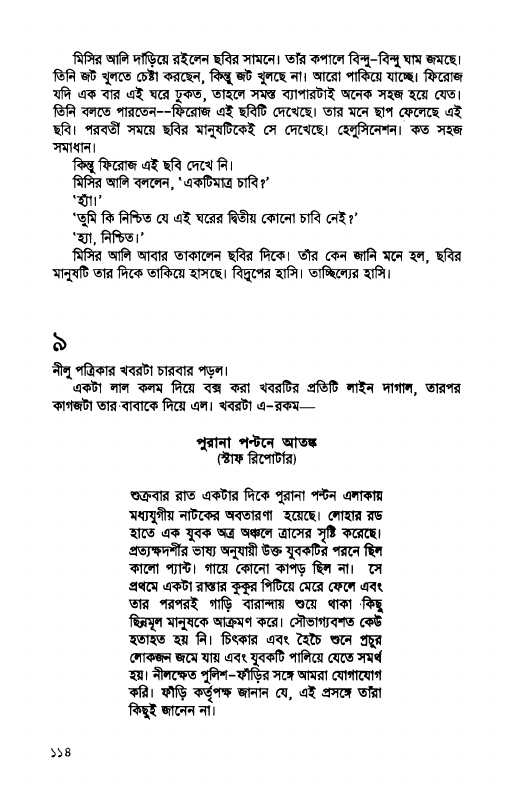 মিসির আলি দাঁড়িয়ে রইলেন ছবির সামনে। তাঁর কপালে বিন্দু-বিন্দু ঘাম জমছে।
তিনি জট খুলতে চেষ্টা করছেন, কিন্তু জট খুলছে না। আরো পাকিয়ে যাচ্ছে। ফিরোজ
যদি এক বার এই ঘরে ঢুকত, তাহলে সমস্ত ব্যাপারটাই অনেক সহজ হয়ে যেত।
তিনি বলতে পারতেন--ফিরোজ এই ছবিটি দেখেছে। তার মনে ছাপ ফেলেছে এই
ছবি। পরবর্তী সময়ে ছবির মানুষটিকেই সে দেখেছে। হেলুসিনেশন। কত সহজ
সমাধান।
কিন্তু ফিরোজ এই ছবি দেখে নি।
মিসির আলি বললেন, ‘একটিমাত্র চাবি?’
‘হ্যাঁ।’
‘তুমি কি নিশ্চিত যে এই ঘরের দ্বিতীয় কোনো চাবি নেই?’
‘হ্যা, নিশ্চিত।’
মিসির আলি আবার তাকালেন ছবির দিকে। তাঁর কেন জানি মনে হল, ছবির
মানুষটি তার দিকে তাকিয়ে হাসছে। বিদ্রূপের হাসি। তাচ্ছিল্যের হাসি।
৯
নীলু পত্রিকার খবরটা চারবার পড়ল।
একটা লাল কলম দিয়ে বক্স করা খবরটির প্রতিটি লাইন দাগাল, তারপর
কাগজটা তার বাবাকে দিয়ে এল। খবরটা এ-রকম—
পুরানা পল্টনে আতঙ্ক
(স্টাফ রিপোর্টার)
শুক্রবার রাত একটার দিকে পুরানা পল্টন এলাকায়
মধ্যযুগীয় নাটকের অবতারণা হয়েছে। লোহার রড
হাতে এক যুবক অত্র অঞ্চলে ত্রাসের সৃষ্টি করেছে।
প্রত্যক্ষদর্শীর ভাষ্য অনুযায়ী উক্ত যুবকটির পরনে ছিল
কালো প্যান্ট। গায়ে কোনো কাপড় ছিল না। সে
প্রথমে একটা রাস্তার কুকুর পিটিয়ে মেরে ফেলে এবং
তার পরপরই গাড়ি বারান্দায় শুয়ে থাকা কিছু
ছিন্নমূল মানুষকে আক্রমণ করে। সৌভাগ্যবশত কেউ
হতাহত হয় নি। চিৎকার এবং হৈচৈ শুনে প্রচুর
লোকজন জমে যায় এবং যুবকটি পালিয়ে যেতে সমর্থ
হয়। নীলক্ষেত পুলিশ-ফাঁড়ির সঙ্গে আমরা যোগাযোগ
করি। ফাঁড়ি কর্তৃপক্ষ জানান যে, এই প্রসঙ্গে তাঁরা
কিছুই জানেন না।
১১৪